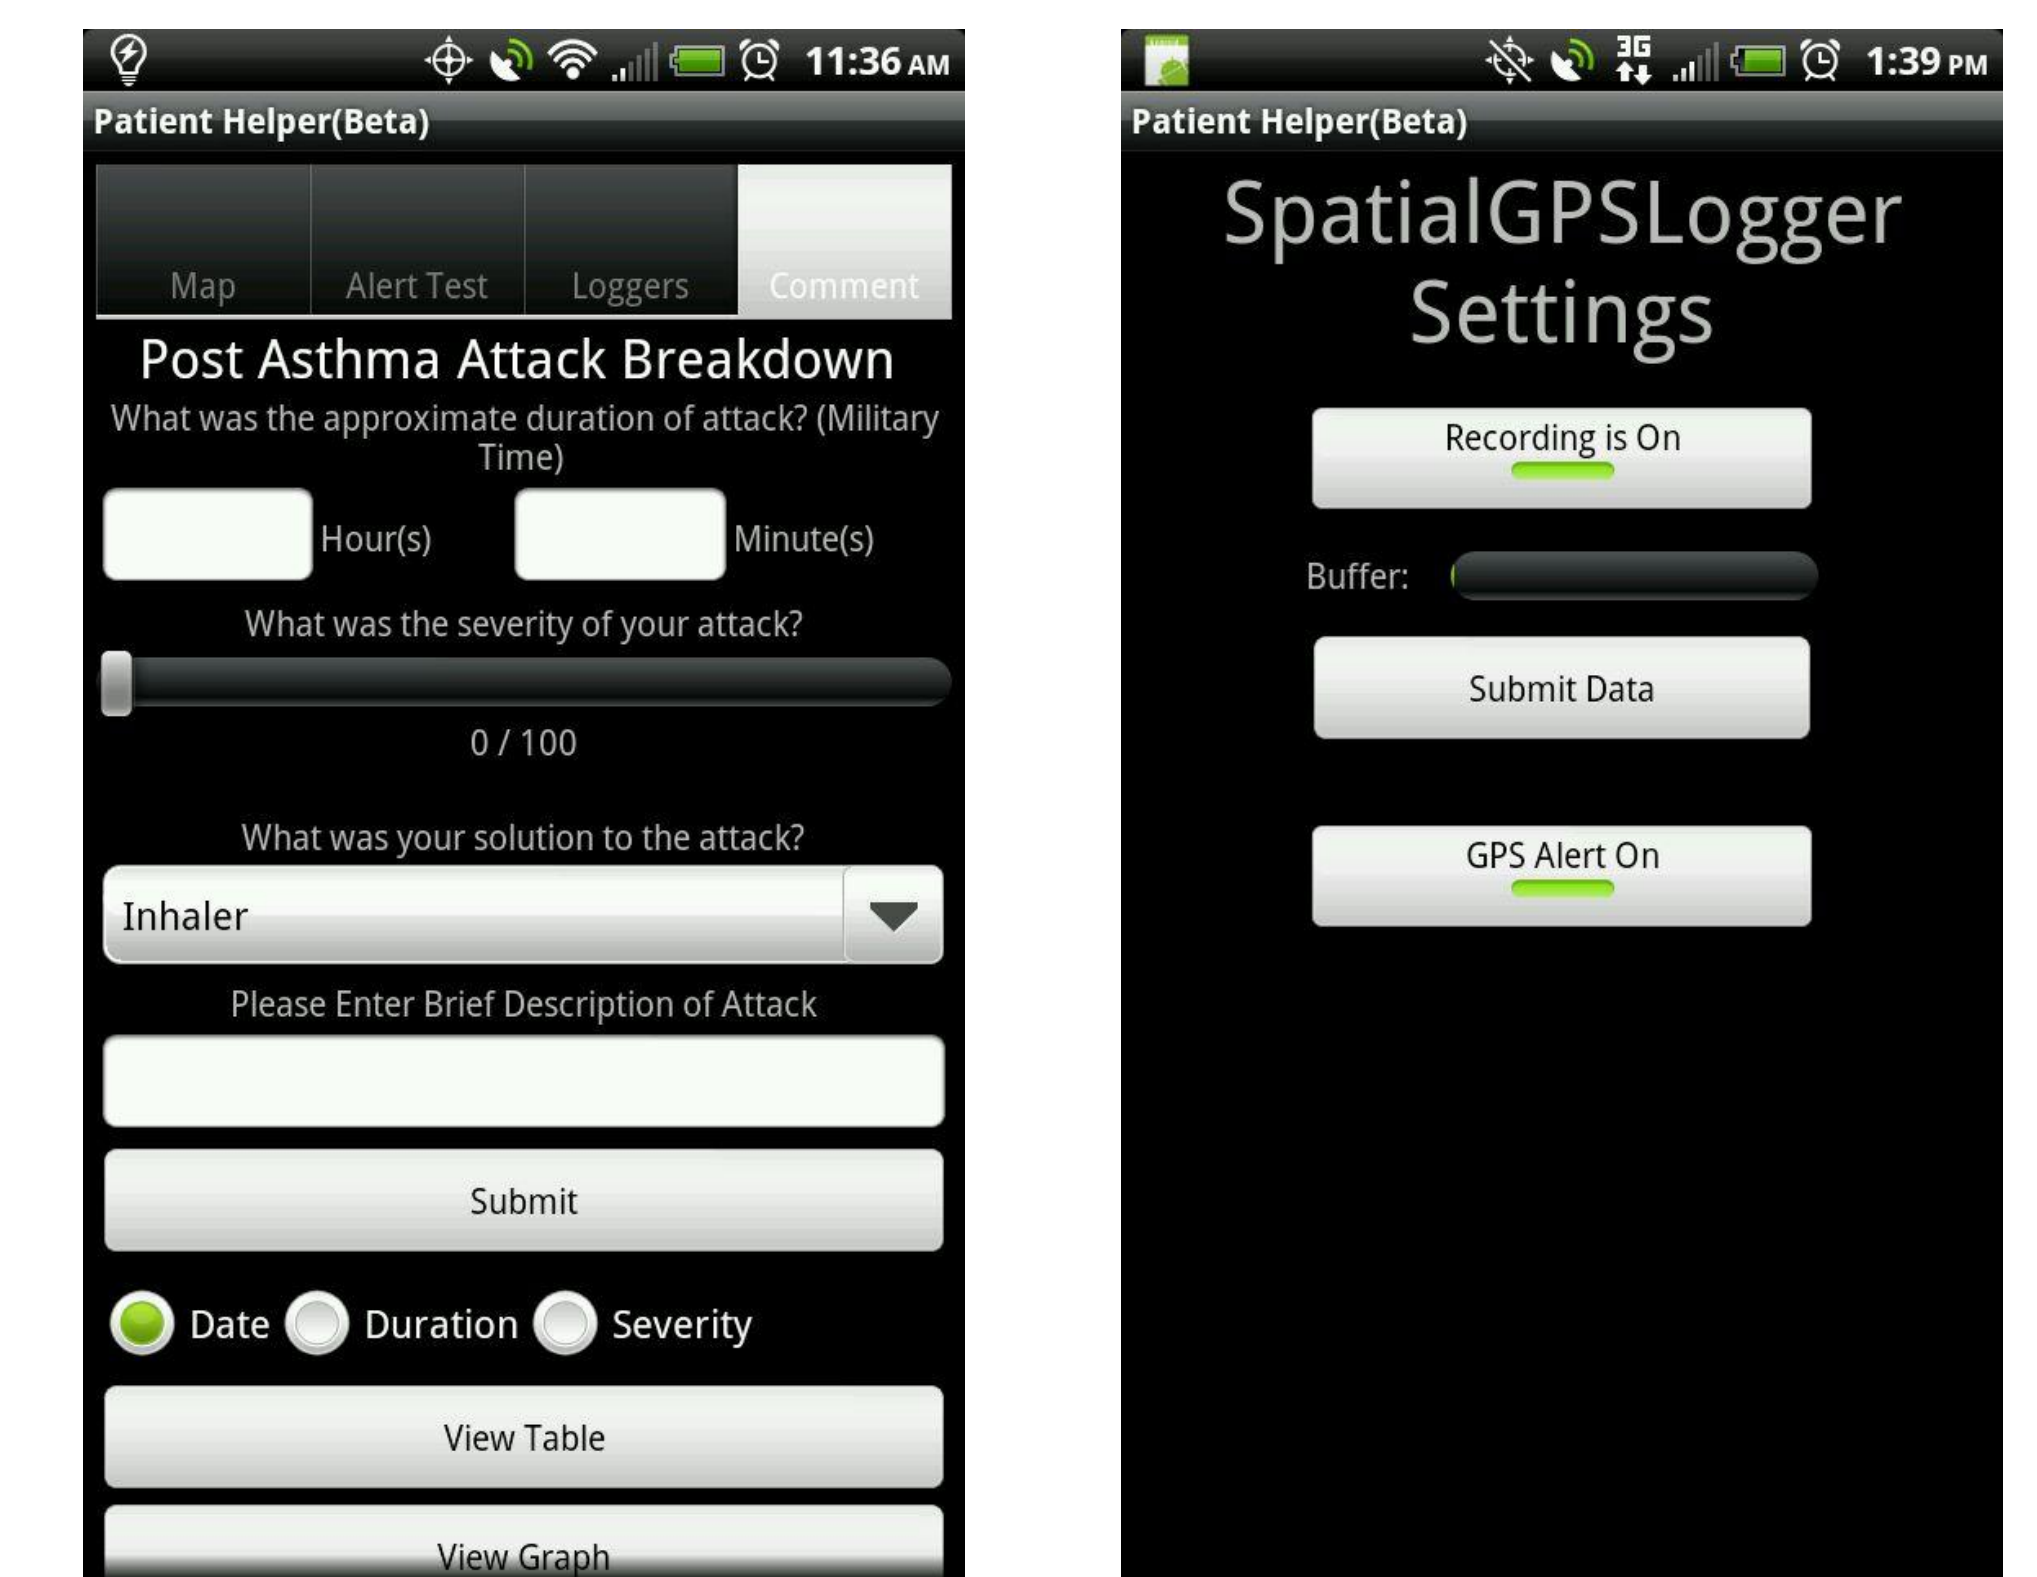 11:36 AM
Patient Helper(Beta)
Map
Alert Test
Loggers
Comment
Post Asthma Attack Breakdown
What was the approximate duration of attack? (Military
Time)
Hour(s)
Minute(s)
What was the severity of your attack?
0 / 100
What was your solution to the attack?
Inhaler
Please Enter Brief Description of Attack
Submit
Date
Duration
Severity
View Table
View Graph
3G
1:39 PM
Patient Helper(Beta)
SpatialGPSLogger
Settings
Recording is On
Buffer:
Submit Data
GPS Alert On